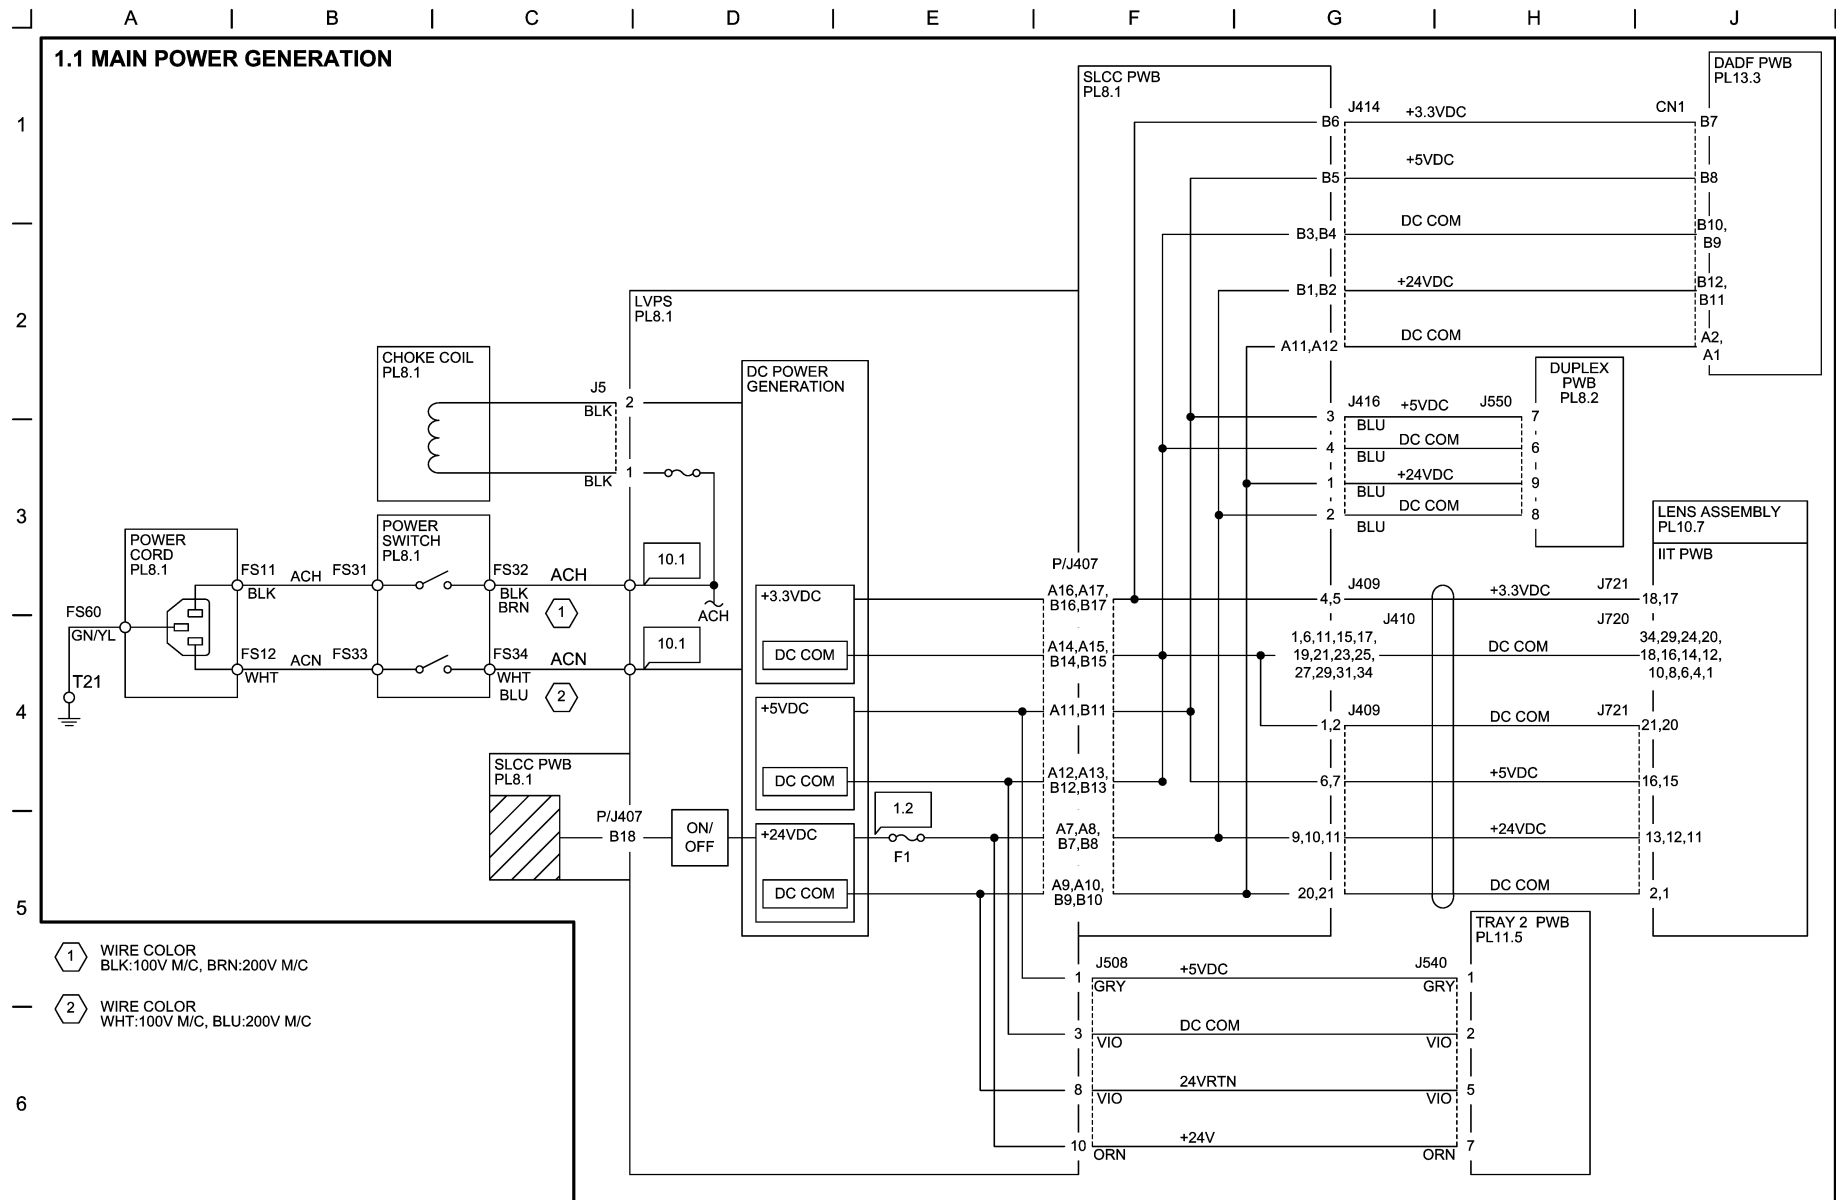 A B C D E F G H J
1.1 MAIN POWER GENERATION
1
2
3
4
5
6
SLCC PWB
PL8.1
B6
B5
B3,B4
B1,B2
A11,A12
J414
+3.3VDC
CN1
+5VDC
DC COM
+24VDC
DC COM
DADF PWB
PL13.3
B7
B8
B10,
B9
B12,
B11
A2,
A1
LVPS
PL8.1
CHOKE COIL
PL8.1
J5
BLK
2
BLK
1
DC POWER
GENERATION
DUPLEX
PWB
PL8.2
J416
+5VDC
J550
3
BLU
7
4
DC COM
BLU
6
1
+24VDC
BLU
9
2
DC COM
BLU
8
POWER
CORD
PL8.1
FS60
GN/YL
T21
FS11
BLK
ACH
FS31
FS12
WHT
ACN
FS33
POWER
SWITCH
PL8.1
FS32
BLK
BRN
ACH
1
FS34
WHT
BLU
ACN
2
10.1
ACH
10.1
SLCC PWB
PL8.1
P/J407
B18
ON/
OFF
+3.3VDC
DC COM
+5VDC
DC COM
+24VDC
DC COM
1.2
F1
P/J407
A16,A17,
B16,B17
A14,A15,
B14,B15
A11,B11
A12,A13,
B12,B13
A7,A8,
B7,B8
A9,A10,
B9,B10
J409
4,5
+3.3VDC
J721
18,17
J410
1,6,11,15,17,
19,21,23,25,
27,29,31,34
DC COM
J720
34,29,24,20,
18,16,14,12,
10,8,6,4,1
J409
1,2
DC COM
J721
21,20
6,7
+5VDC
16,15
9,10,11
+24VDC
13,12,11
20,21
DC COM
2,1
LENS ASSEMBLY
PL10.7
IIT PWB
TRAY 2 PWB
PL11.5
1
J508
GRY
+5VDC
J540
GRY
1
3
VIO
DC COM
VIO
2
8
VIO
24VRTN
VIO
5
10
ORN
+24V
ORN
7
1
WIRE COLOR
BLK:100V M/C, BRN:200V M/C
2
WIRE COLOR
WHT:100V M/C, BLU:200V M/C